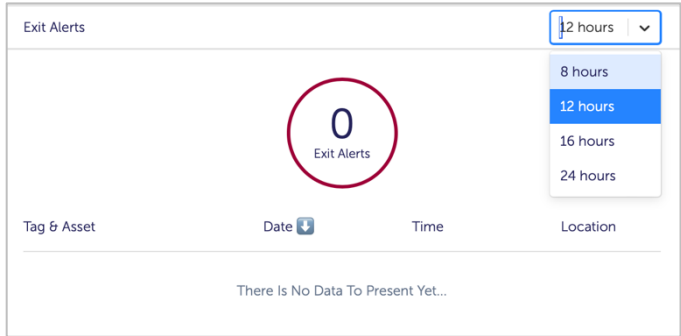 Exit Alerts
12 hours
8 hours
12 hours
16 hours
24 hours
0
Exit Alerts
Tag & Asset Date ⬇️ Time Location
There Is No Data To Present Yet...